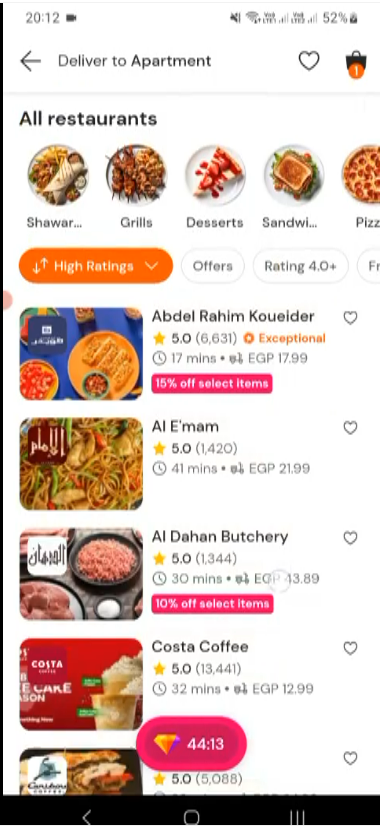 20:12
52%
Deliver to Apartment
1
All restaurants
Shawar...
Grills
Desserts
Sandwi...
Pizz
High Ratings
Offers
Rating 4.0+
Fr
Abdel Rahim Koueider
5.0 (6,631) Exceptional
17 mins • EGP 17.99
15% off select items
Al E'mam
5.0 (1,420)
41 mins • EGP 21.99
الإمام
Al Dahan Butchery
5.0 (1,344)
30 mins • EGP 43.89
10% off select items
الدهان
Costa Coffee
5.0 (13,441)
32 mins • EGP 12.99
COSTA
COFFEE
E CAKE
SON
44:13
5.0 (5,088)